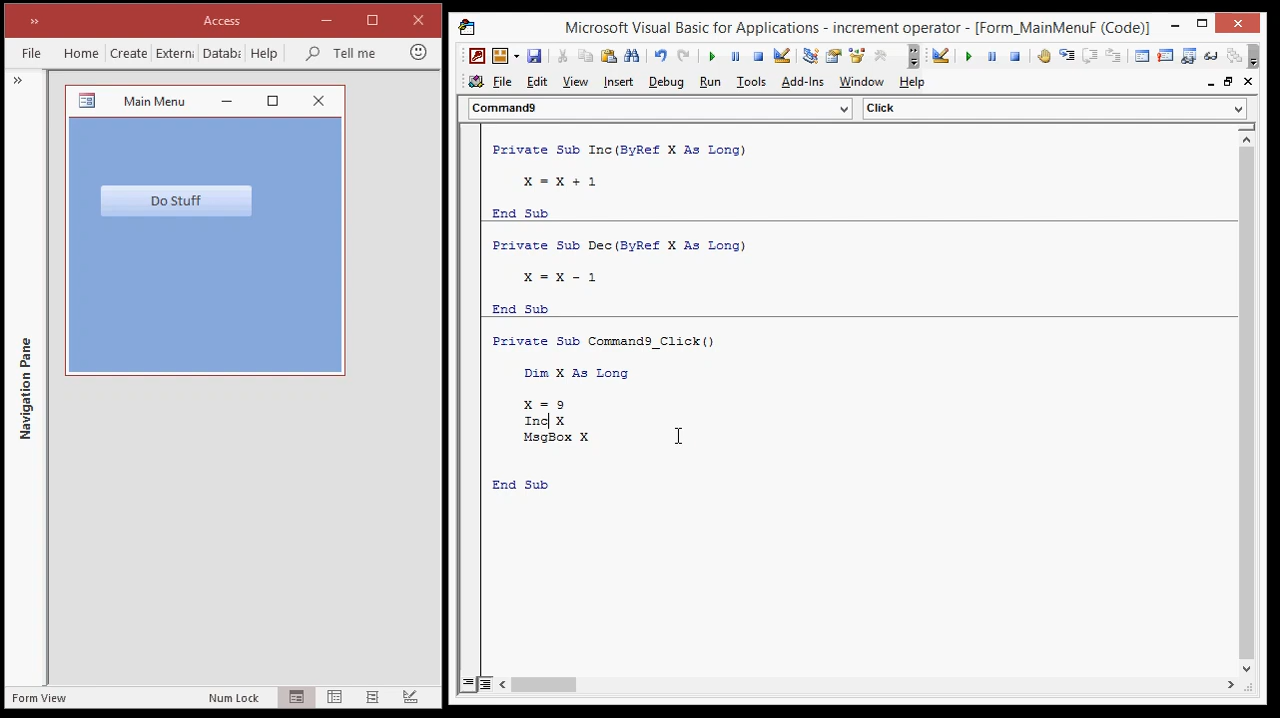 Access
File Home Create Extern Databa Help Tell me
Main Menu
Do Stuff
Navigation Pane
Form View
Num Lock
Microsoft Visual Basic for Applications - increment operator - [Form_MainMenuF (Code)]
File Edit View Insert Debug Run Tools Add-Ins Window Help
Command9
Click
Private Sub Inc(ByRef X As Long)
X = X + 1
End Sub
Private Sub Dec(ByRef X As Long)
X = X - 1
End Sub
Private Sub Command9_Click()
Dim X As Long
X = 9
Inc X
MsgBox X
End Sub